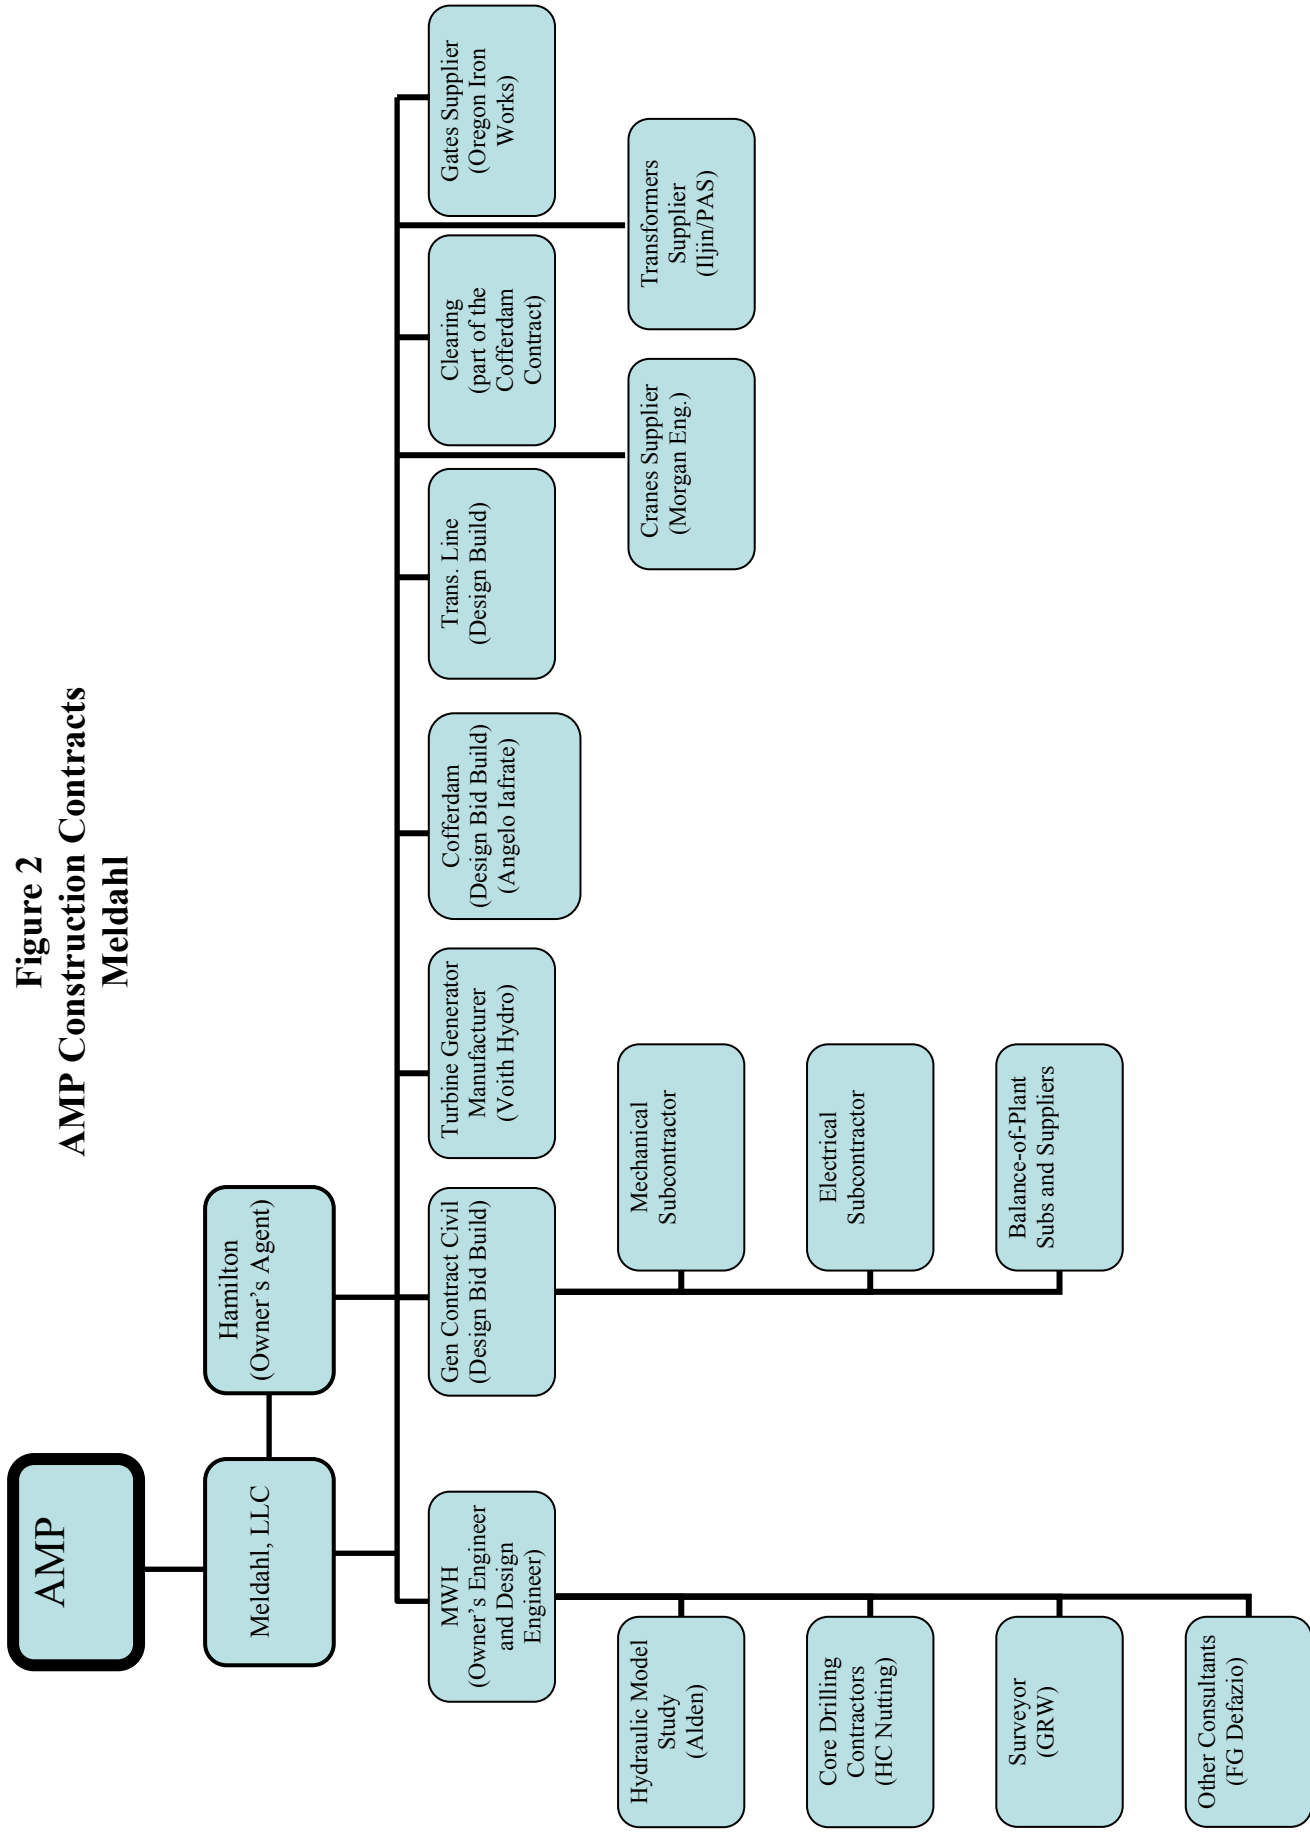 Figure 2
AMP Construction Contracts
Meldahl
AMP
Meldahl, LLC
Hamilton
(Owner’s Agent)
MWH
(Owner’s Engineer
and Design
Engineer)
Gen Contract Civil
(Design Bid Build)
Turbine Generator
Manufacturer
(Voith Hydro)
Cofferdam
(Design Bid Build)
(Angelo Iafrate)
Trans. Line
(Design Build)
Clearing
(part of the
Cofferdam
Contract)
Gates Supplier
(Oregon Iron
Works)
Hydraulic Model
Study
(Alden)
Core Drilling
Contractors
(HC Nutting)
Surveyor
(GRW)
Other Consultants
(FG Defazio)
Mechanical
Subcontractor
Electrical
Subcontractor
Balance-of-Plant
Subs and Suppliers
Cranes Supplier
(Morgan Eng.)
Transformers
Supplier
(Iljin/PAS)